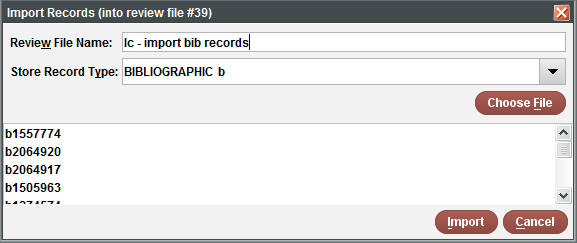 Import Records (into review file #39)
Review File Name: lc - import bib records
Store Record Type: BIBLIOGRAPHIC b
Choose File
b1557774
b2064920
b2064917
b1505963
Import Cancel